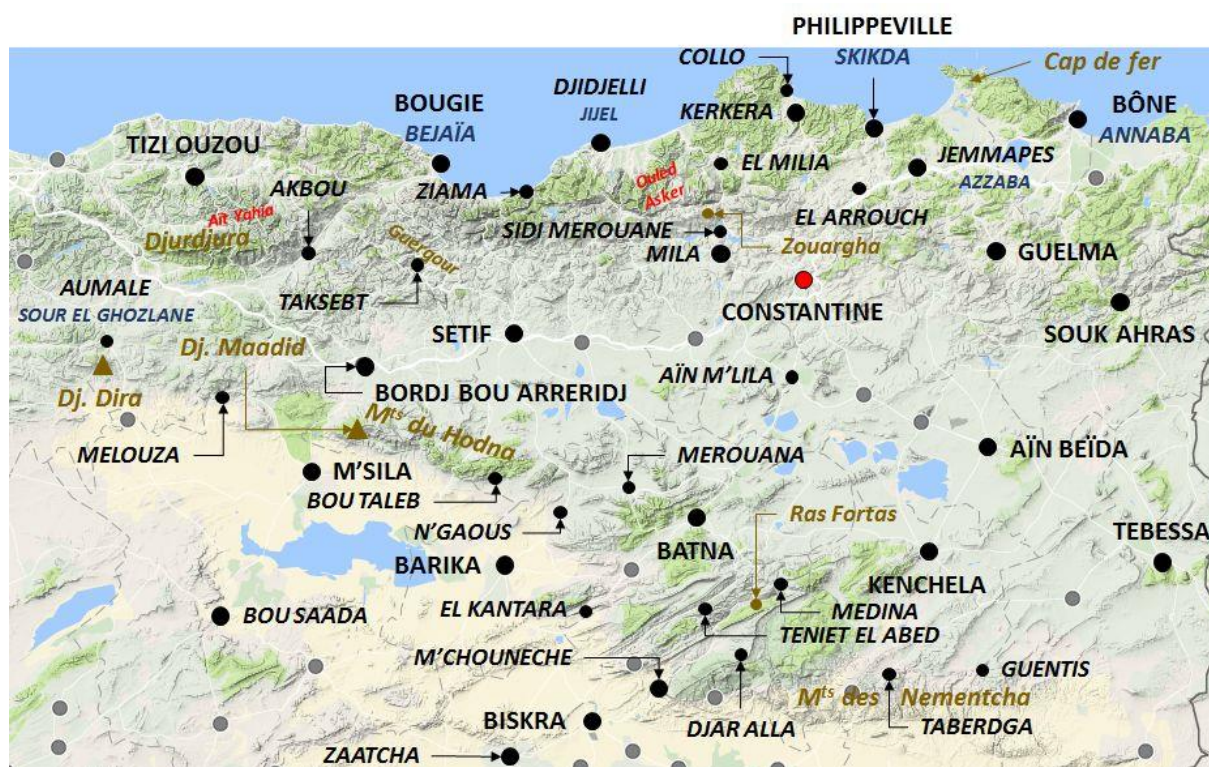 PHILIPPEVILLE
SKIKDA
COLLO
Cap de fer
DJIDJELLI
JIJEL
BOUGIE
BEJAÏA
KERKERA
BÔNE
ANNABA
TIZI OUZOU
AKBOU
ZIAMA
Ouled
Asker
EL MILIA
JEMMAPES
AZZABA
Aït Yahia
Djurdjura
Guergour
SIDI MEROUANE
EL ARROUCH
Zouargha
MILA
GUELMA
AUMALE
SOUR EL GHOZLANE
TAKSEBT
CONSTANTINE
SOUK AHRAS
SETIF
Dj. Maadid
AÏN M'LILA
Dj. Dira
BORDJ BOU ARRERIDJ
Mts du Hodna
MELOUZA
M'SILA
BOU TALEB
MEROUANA
AÏN BEÏDA
N'GAOUS
Ras Fortas
BATNA
TEBESSA
BARIKA
KENCHELA
BOU SAADA
EL KANTARA
MEDINA
TENIET EL ABED
M'CHOUNECHE
GUENTIS
Mts des Nementcha
BISKRA
DJAR ALLA
TABERDGA
ZAATCHA